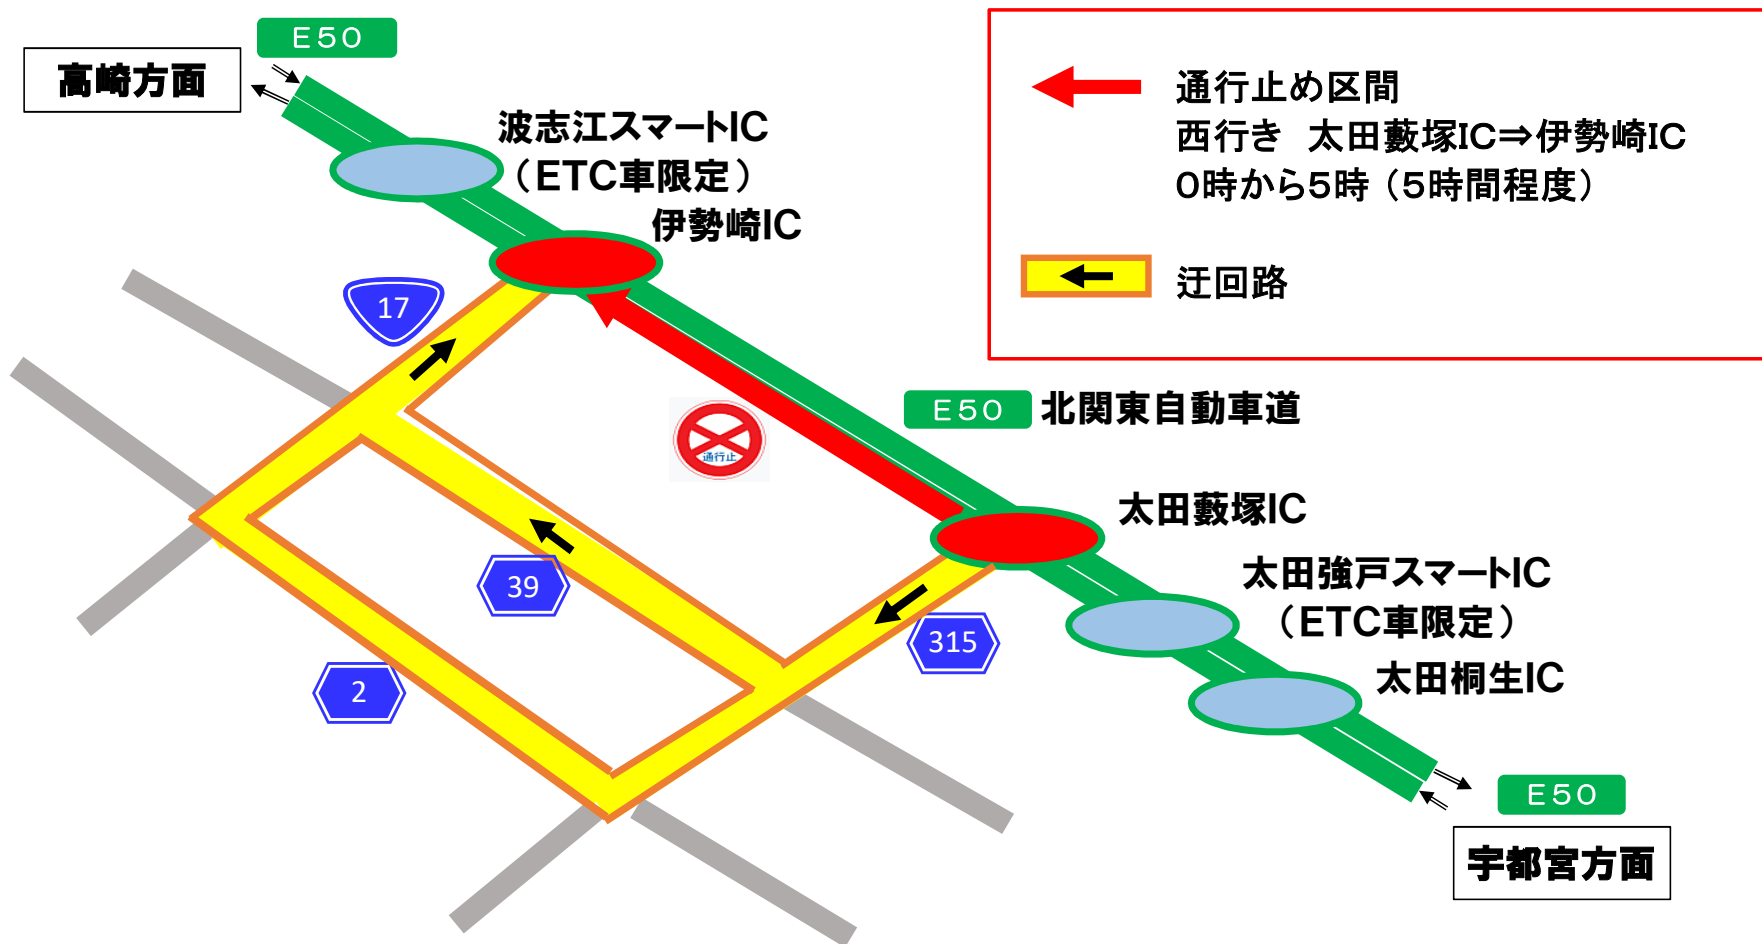 E50
高崎方面
波志江スマートIC
（ETC車限定）
伊勢崎IC
通行止め区間
西行き　太田藪塚IC⇒伊勢崎IC
0時から5時（5時間程度）
迂回路
17
E50 北関東自動車道
通行止
太田藪塚IC
39
315
太田強戸スマートIC
（ETC車限定）
太田桐生IC
2
E50
宇都宮方面